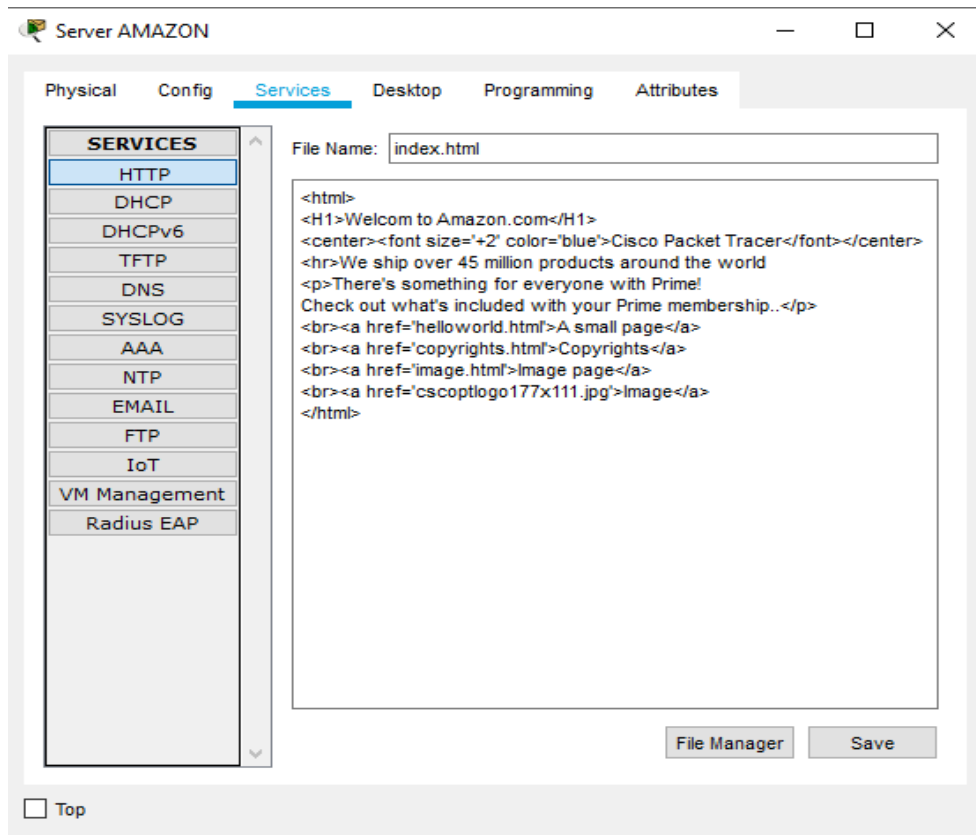 Server AMAZON
Physical Config Services Desktop Programming Attributes
SERVICES
HTTP
DHCP
DHCPv6
TFTP
DNS
SYSLOG
AAA
NTP
EMAIL
FTP
IoT
VM Management
Radius EAP
File Name: index.html
<html>
<H1>Welcom to Amazon.com</H1>
<center><font size='+2' color='blue'>Cisco Packet Tracer</font></center>
<hr>We ship over 45 million products around the world
<p>There's something for everyone with Prime!
Check out what's included with your Prime membership..</p>
<br><a href='helloworld.html'>A small page</a>
<br><a href='copyrights.html'>Copyrights</a>
<br><a href='image.html'>Image page</a>
<br><a href='cscoptlogo177x111.jpg'>Image</a>
</html>
File Manager Save
Top